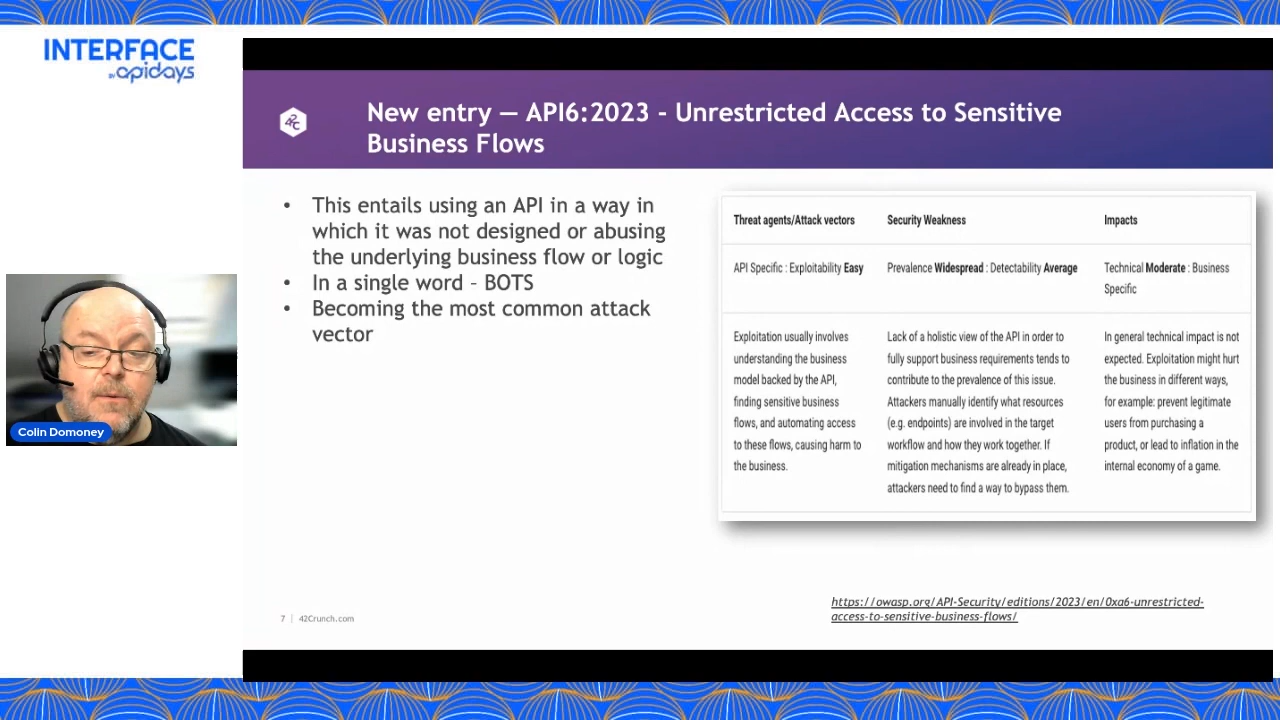 INTERFACE
BY apidays
42C
New entry — API6:2023 - Unrestricted Access to Sensitive
Business Flows
• This entails using an API in a way in
which it was not designed or abusing
the underlying business flow or logic
• In a single word – BOTS
• Becoming the most common attack
vector
Threat agents/Attack vectors
Security Weakness
Impacts
API Specific : Exploitability Easy
Prevalence Widespread : Detectability Average
Technical Moderate : Business
Specific
Exploitation usually involves
understanding the business
model backed by the API,
finding sensitive business
flows, and automating access
to these flows, causing harm to
the business.
Lack of a holistic view of the API in order to
fully support business requirements tends to
contribute to the prevalence of this issue.
Attackers manually identify what resources
(e.g. endpoints) are involved in the target
workflow and how they work together. If
mitigation mechanisms are already in place,
attackers need to find a way to bypass them.
In general technical impact is not
expected. Exploitation might hurt
the business in different ways,
for example: prevent legitimate
users from purchasing a
product, or lead to inflation in the
internal economy of a game.
Colin Domoney
https://owasp.org/API-Security/editions/2023/en/0xa6-unrestricted-
access-to-sensitive-business-flows/
7 | 42Crunch.com